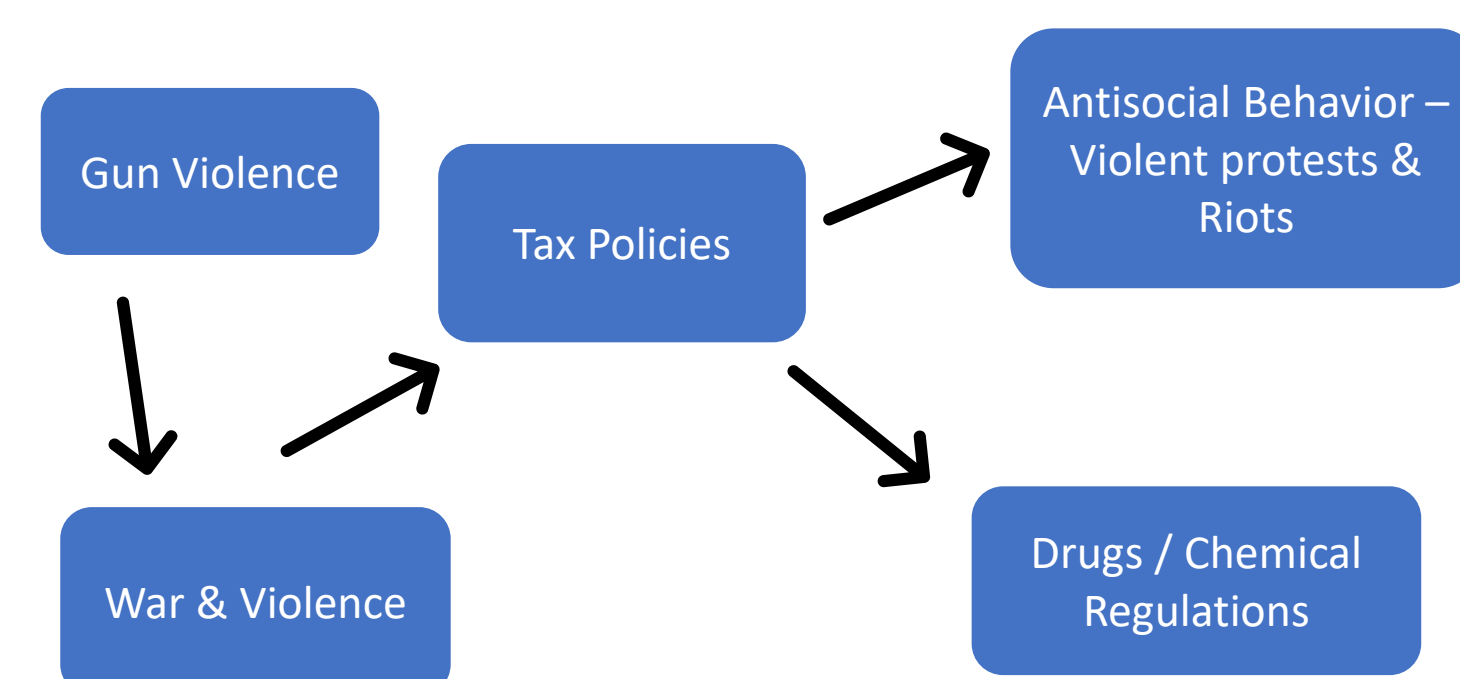 Gun Violence
Tax Policies
Antisocial Behavior –
Violent protests &
Riots
War & Violence
Drugs / Chemical
Regulations